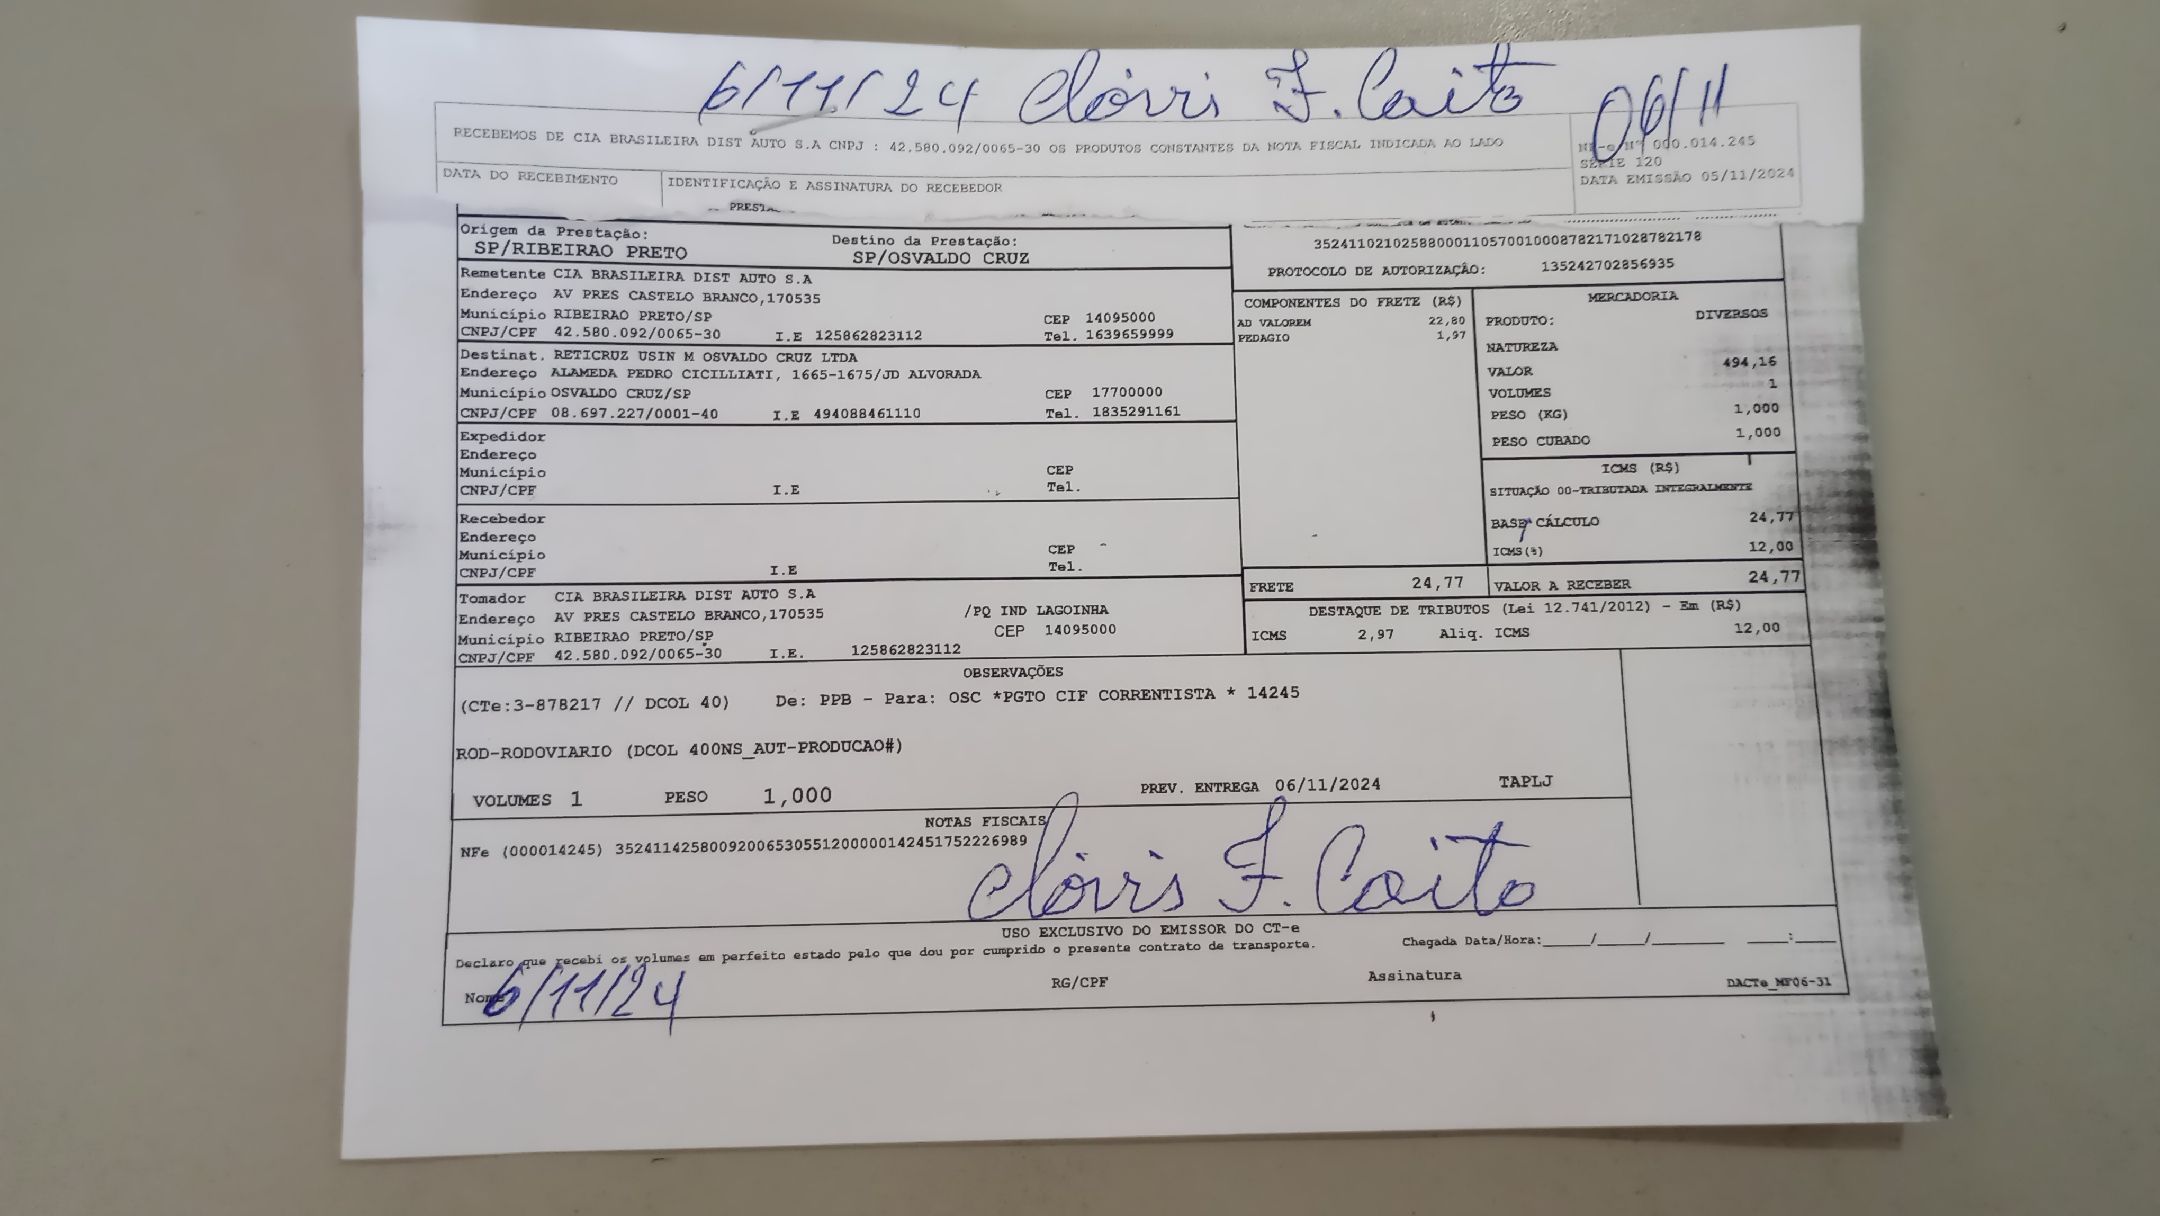 6/11/24 Clóvis F. Coito 06/11
RECEBEMOS DE CIA BRASILEIRA DIST AUTO S.A CNPJ : 42.580.092/0065-30 OS PRODUTOS CONSTANTES DA NOTA FISCAL INDICADA AO LADO
NF-e Nº 000.014.245
SÉRIE 120
DATA EMISSÃO 05/11/2024
DATA DO RECEBIMENTO
IDENTIFICAÇÃO E ASSINATURA DO RECEBEDOR
Origem da Prestação:
SP/RIBEIRAO PRETO
Destino da Prestação:
SP/OSVALDO CRUZ
35241102102588000110570010008782171028782178
PROTOCOLO DE AUTORIZAÇÃO: 135242702856935
Remetente CIA BRASILEIRA DIST AUTO S.A
Endereço AV PRES CASTELO BRANCO,170535
Município RIBEIRAO PRETO/SP CEP 14095000
CNPJ/CPF 42.580.092/0065-30 I.E 125862823112 Tel. 1639659999
Destinat. RETICRUZ USIN M OSVALDO CRUZ LTDA
Endereço ALAMEDA PEDRO CICILLIATI, 1665-1675/JD ALVORADA
Município OSVALDO CRUZ/SP CEP 17700000
CNPJ/CPF 08.697.227/0001-40 I.E 494088461110 Tel. 1835291161
Expedidor
Endereço
Município CEP
CNPJ/CPF I.E Tel.
Recebedor
Endereço
Município CEP
CNPJ/CPF I.E Tel.
Tomador CIA BRASILEIRA DIST AUTO S.A
Endereço AV PRES CASTELO BRANCO,170535 /PQ IND LAGOINHA
Município RIBEIRAO PRETO/SP CEP 14095000
CNPJ/CPF 42.580.092/0065-30 I.E. 125862823112
COMPONENTES DO FRETE (R$)
AD VALOREM 22,80
PEDAGIO 1,97
MERCADORIA
PRODUTO: DIVERSOS
NATUREZA
VALOR 494,16
VOLUMES 1
PESO (KG) 1,000
PESO CUBADO 1,000
ICMS (R$)
SITUAÇÃO 00-TRIBUTADA INTEGRALMENTE
BASE CÁLCULO 24,77
ICMS(%) 12,00
FRETE 24,77 VALOR A RECEBER 24,77
DESTAQUE DE TRIBUTOS (Lei 12.741/2012) - Em (R$)
ICMS 2,97 Aliq. ICMS 12,00
OBSERVAÇÕES
(CTe:3-878217 // DCOL 40) De: PPB - Para: OSC *PGTO CIF CORRENTISTA * 14245
ROD-RODOVIARIO (DCOL 400NS_AUT-PRODUCAO#)
VOLUMES 1 PESO 1,000 PREV. ENTREGA 06/11/2024 TAPLJ
NOTAS FISCAIS
NFe (000014245) 35241142580092006530551200000142451752226989
Clóvis F. Coito
USO EXCLUSIVO DO EMISSOR DO CT-e
Declaro que recebi os volumes em perfeito estado pelo que dou por cumprido o presente contrato de transporte.
Chegada Data/Hora:_____/_____/________ ____:____
Nome 6/11/24 RG/CPF Assinatura
DACTe_MF06-31